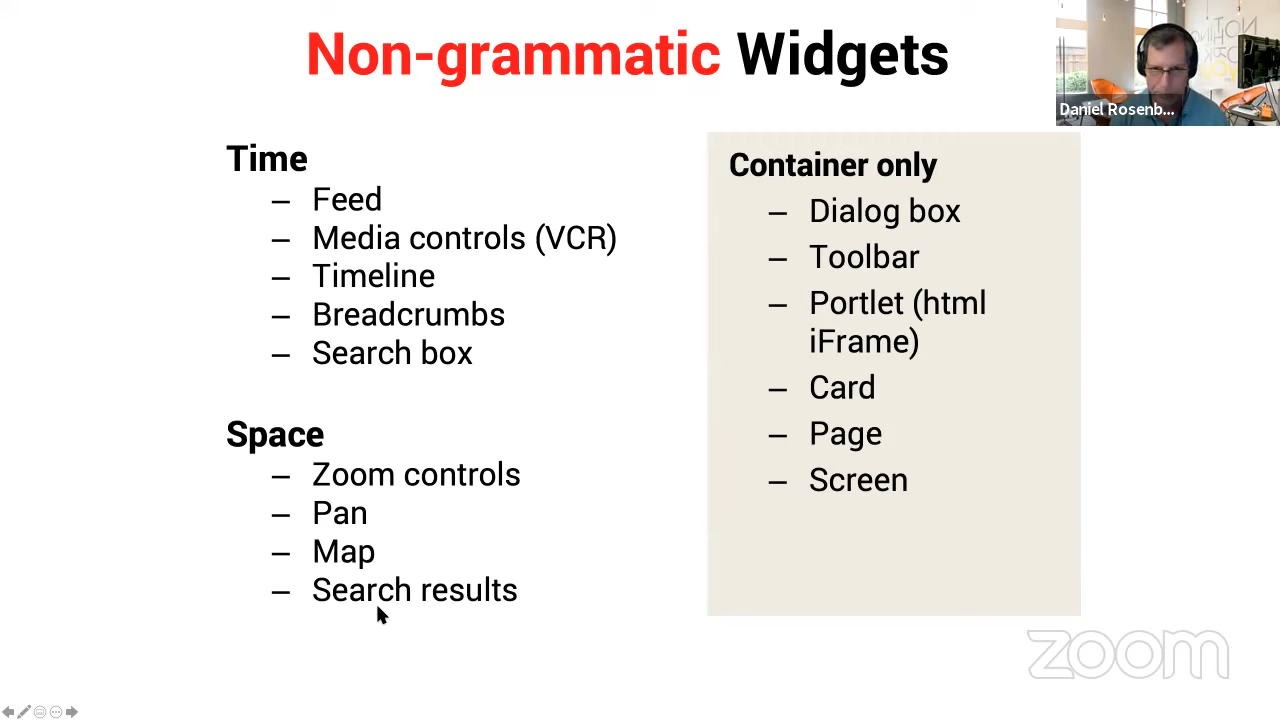 Non-grammatic Widgets
Daniel Rosenb...
Time
– Feed
– Media controls (VCR)
– Timeline
– Breadcrumbs
– Search box
Space
– Zoom controls
– Pan
– Map
– Search results
Container only
– Dialog box
– Toolbar
– Portlet (html
iFrame)
– Card
– Page
– Screen
zoom